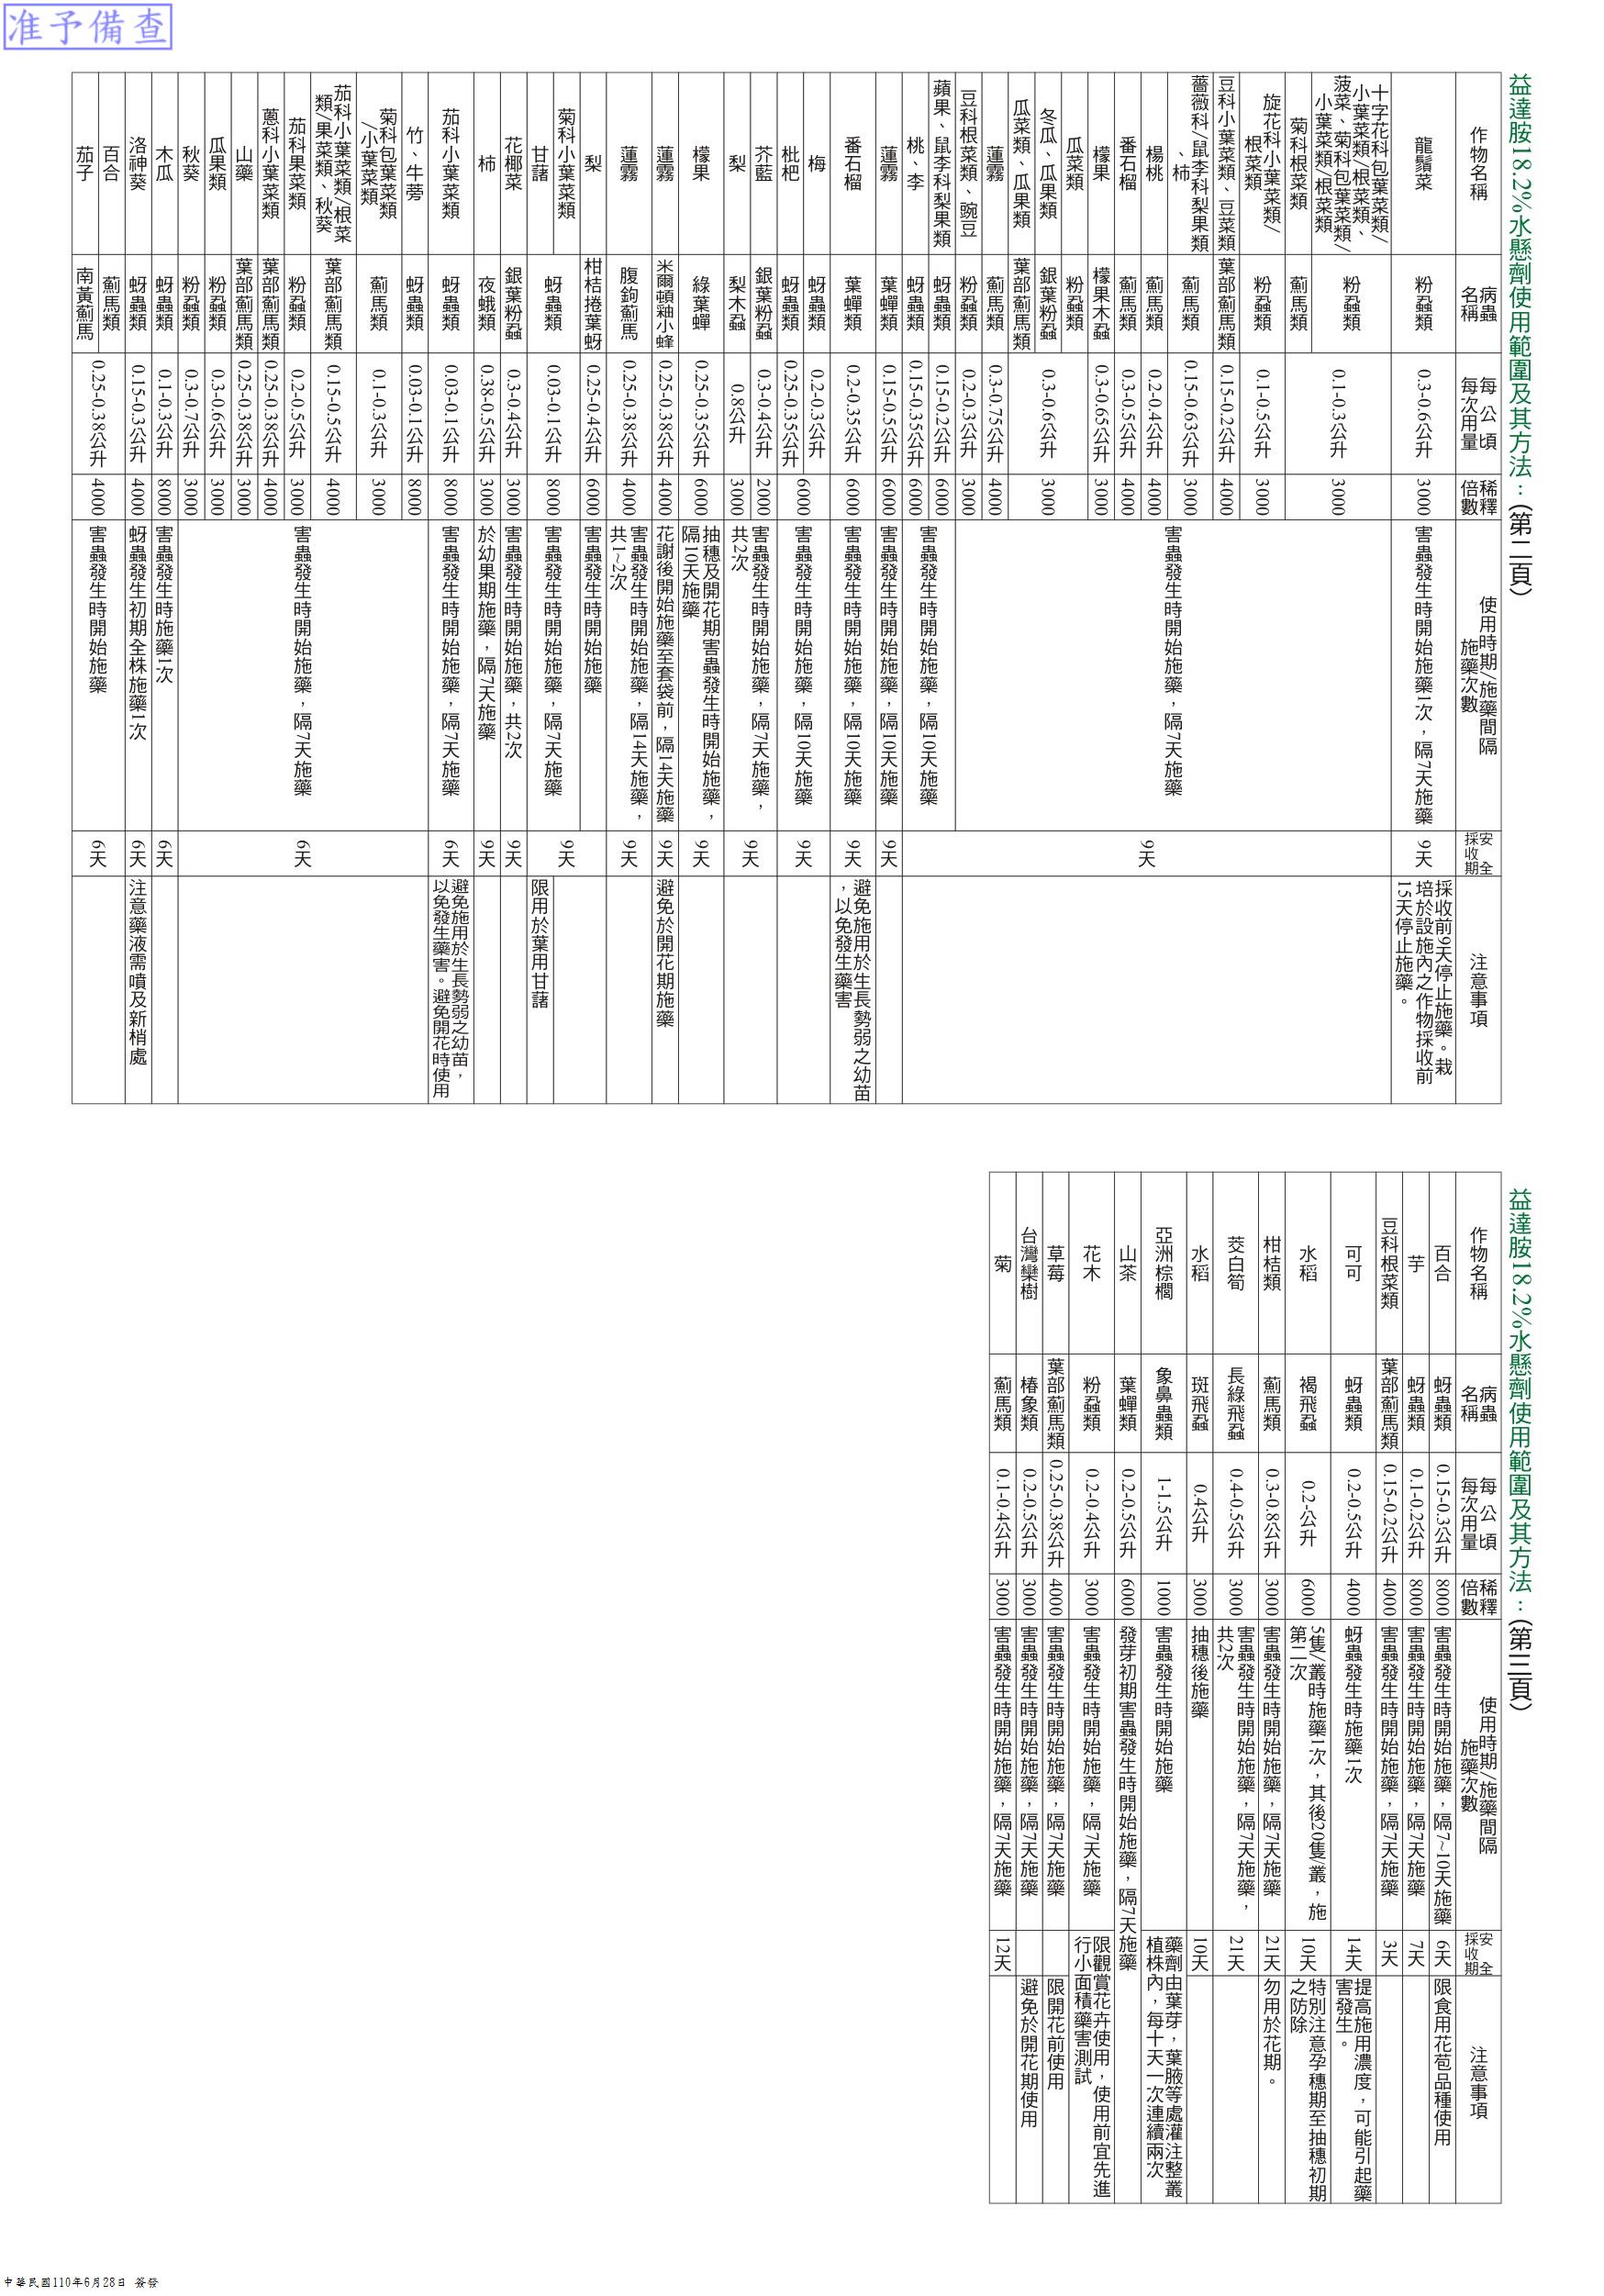 准予備查
益達胺18.2%水懸劑使用範圍及其方法：(第二頁)
作物名稱 病蟲名稱 每公頃每次用量 稀釋倍數 使用時期/施藥間隔施藥次數 安全採收期 注意事項
龍鬚菜 粉蝨類 0.3-0.6公升 3000 害蟲發生時開始施藥1次，隔7天施藥 9天 採收前9天停止施藥。栽
培於設施內之作物採收前
15天停止施藥。
十字花科包葉菜類/
小葉菜類/根菜類、
菠菜、菊科包葉菜類/
小葉菜類/根菜類 粉蝨類 0.1-0.3公升 3000 害蟲發生時開始施藥，隔7天施藥 9天
菊科根菜類 薊馬類
旋花科小葉菜類/
根菜類 粉蝨類 0.1-0.5公升 3000
豆科小葉菜類、豆菜類 葉部薊馬類 0.15-0.2公升 4000
薔薇科/鼠李科梨果類
、柿 薊馬類 0.15-0.63公升 3000
楊桃 薊馬類 0.2-0.4公升 4000
番石榴 薊馬類 0.3-0.5公升 4000
檬果 檬果木蝨 0.3-0.65公升 3000
瓜菜類 粉蝨類 0.3-0.6公升 3000
冬瓜、瓜果類 銀葉粉蝨
瓜菜類、瓜果類 葉部薊馬類
蓮霧 薊馬類 0.3-0.75公升 4000
豆科根菜類、豌豆 粉蝨類 0.2-0.3公升 3000
蘋果、鼠李科梨果類 蚜蟲類 0.15-0.2公升 6000 害蟲發生時開始施藥，隔10天施藥
桃、李 蚜蟲類 0.15-0.35公升 6000
蓮霧 葉蟬類 0.15-0.5公升 6000 害蟲發生時開始施藥，隔10天施藥 9天
番石榴 葉蟬類 0.2-0.35公升 6000 害蟲發生時開始施藥，隔10天施藥 9天 避免施用於生長勢弱之幼苗
，以免發生藥害
梅 蚜蟲類 0.2-0.3公升 6000 害蟲發生時開始施藥，隔10天施藥 9天
枇杷 蚜蟲類 0.25-0.35公升
芥藍 銀葉粉蝨 0.3-0.4公升 2000 害蟲發生時開始施藥，隔7天施藥，
共2次 9天
梨 梨木蝨 0.8公升 3000
檬果 綠葉蟬 0.25-0.35公升 6000 抽穗及開花期害蟲發生時開始施藥，
隔10天施藥 9天
蓮霧 米爾頓釉小蜂 0.25-0.38公升 4000 花謝後開始施藥至套袋前，隔14天施藥 9天 避免於開花期施藥
蓮霧 腹鉤薊馬 0.25-0.38公升 4000 害蟲發生時開始施藥，隔14天施藥，
共1~2次 9天
梨 柑桔捲葉蚜 0.25-0.4公升 6000 害蟲發生時開始施藥 9天
菊科小葉菜類 蚜蟲類 0.03-0.1公升 8000 害蟲發生時開始施藥，隔7天施藥
甘藷 限用於葉用甘藷
花椰菜 銀葉粉蝨 0.3-0.4公升 3000 害蟲發生時開始施藥，共2次 9天
柿 夜蛾類 0.38-0.5公升 3000 於幼果期施藥，隔7天施藥 9天
茄科小葉菜類 蚜蟲類 0.03-0.1公升 8000 害蟲發生時開始施藥，隔7天施藥 6天 避免施用於生長勢弱之幼苗，
以免發生藥害。避免開花時使用
竹、牛蒡 蚜蟲類 0.03-0.1公升 8000 害蟲發生時開始施藥，隔7天施藥 6天
菊科包葉菜類
/小葉菜類 薊馬類 0.1-0.3公升 3000
茄科小葉菜類/根菜
類/果菜類、秋葵 葉部薊馬類 0.15-0.5公升 4000
茄科果菜類 粉蝨類 0.2-0.5公升 3000
蔥科小葉菜類 葉部薊馬類 0.25-0.38公升 4000
山藥 葉部薊馬類 0.25-0.38公升 3000
瓜果類 粉蝨類 0.3-0.6公升 3000
秋葵 粉蝨類 0.3-0.7公升 3000
木瓜 蚜蟲類 0.1-0.3公升 8000 害蟲發生時施藥1次 6天
洛神葵 蚜蟲類 0.15-0.3公升 4000 蚜蟲發生初期全株施藥1次 6天 注意藥液需噴及新梢處
百合 薊馬類 0.25-0.38公升 4000 害蟲發生時開始施藥 6天
茄子 南黃薊馬
益達胺18.2%水懸劑使用範圍及其方法：(第三頁)
作物名稱 病蟲名稱 每公頃每次用量 稀釋倍數 使用時期/施藥間隔施藥次數 安全採收期 注意事項
百合 蚜蟲類 0.15-0.3公升 8000 害蟲發生時開始施藥，隔7~10天施藥 6天 限食用花苞品種使用
芋 蚜蟲類 0.1-0.2公升 8000 害蟲發生時開始施藥，隔7天施藥 7天
豆科根菜類 葉部薊馬類 0.15-0.2公升 4000 害蟲發生時開始施藥，隔7天施藥 3天
可可 蚜蟲類 0.2-0.5公升 4000 蚜蟲發生時施藥1次 14天 提高施用濃度，可能引起藥
害發生。
水稻 褐飛蝨 0.2-公升 6000 5隻/叢時施藥1次，其後20隻/叢，施
第二次 10天 特別注意孕穗期至抽穗初期
之防除
柑桔類 薊馬類 0.3-0.8公升 3000 害蟲發生時開始施藥，隔7天施藥 21天 勿用於花期。
茭白筍 長綠飛蝨 0.4-0.5公升 3000 害蟲發生時開始施藥，隔7天施藥，
共2次 21天
水稻 斑飛蝨 0.4公升 3000 抽穗後施藥 10天
亞洲棕櫚 象鼻蟲類 1-1.5公升 1000 害蟲發生時開始施藥 藥劑由葉芽，葉腋等處灌注整叢
植株內，每十天一次連續兩次
山茶 葉蟬類 0.2-0.5公升 6000 發芽初期害蟲發生時開始施藥，隔7天施藥
花木 粉蝨類 0.2-0.4公升 3000 害蟲發生時開始施藥，隔7天施藥 限觀賞花卉使用，使用前宜先進
行小面積藥害測試
草莓 葉部薊馬類 0.25-0.38公升 4000 害蟲發生時開始施藥，隔7天施藥 限開花前使用
台灣欒樹 椿象類 0.2-0.5公升 3000 害蟲發生時開始施藥，隔7天施藥 避免於開花期使用
菊 薊馬類 0.1-0.4公升 3000 害蟲發生時開始施藥，隔7天施藥 12天
中華民國110年6月28日 簽發